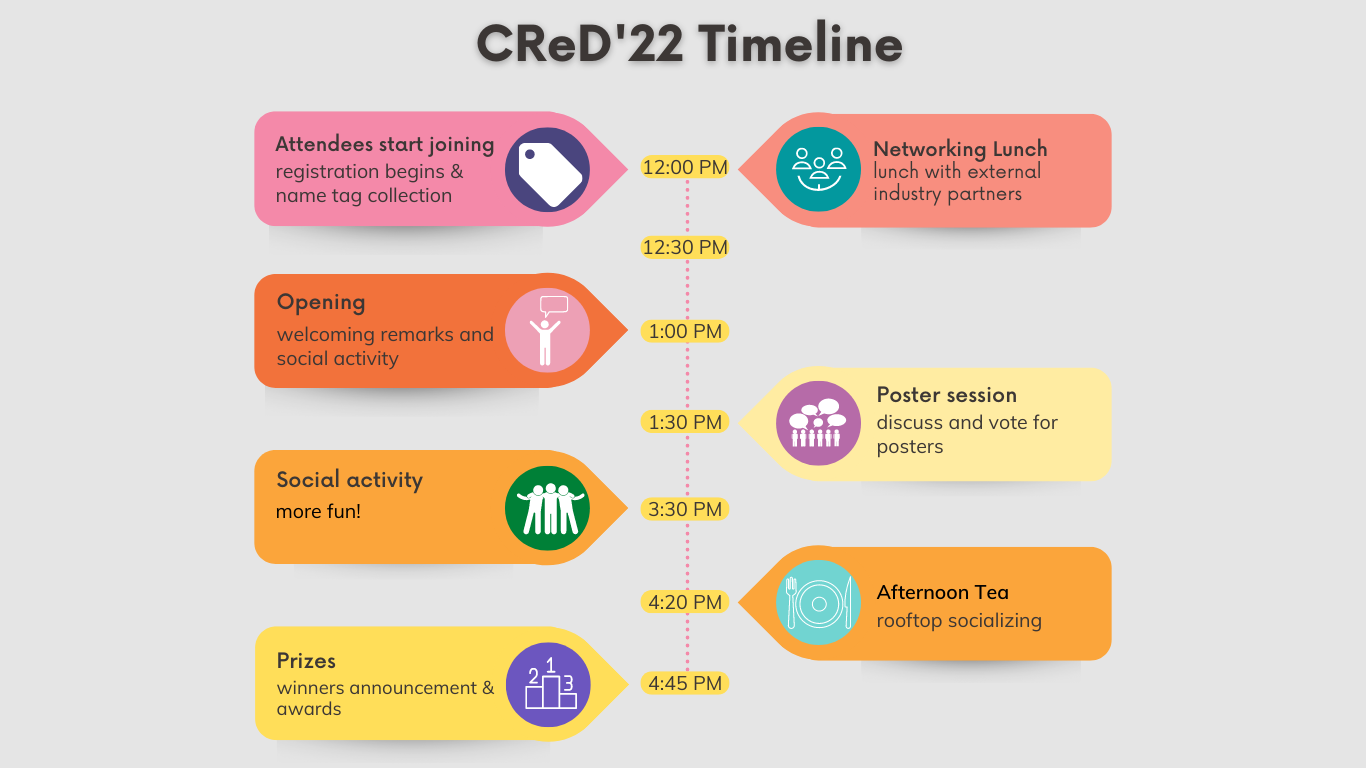 CReD'22 Timeline
Attendees start joining
registration begins &
name tag collection
12:00 PM
Networking Lunch
lunch with external
industry partners
12:30 PM
Opening
welcoming remarks and
social activity
1:00 PM
1:30 PM
Poster session
discuss and vote for
posters
Social activity
more fun!
3:30 PM
4:20 PM
Afternoon Tea
rooftop socializing
Prizes
winners announcement &
awards
2
1
3
4:45 PM